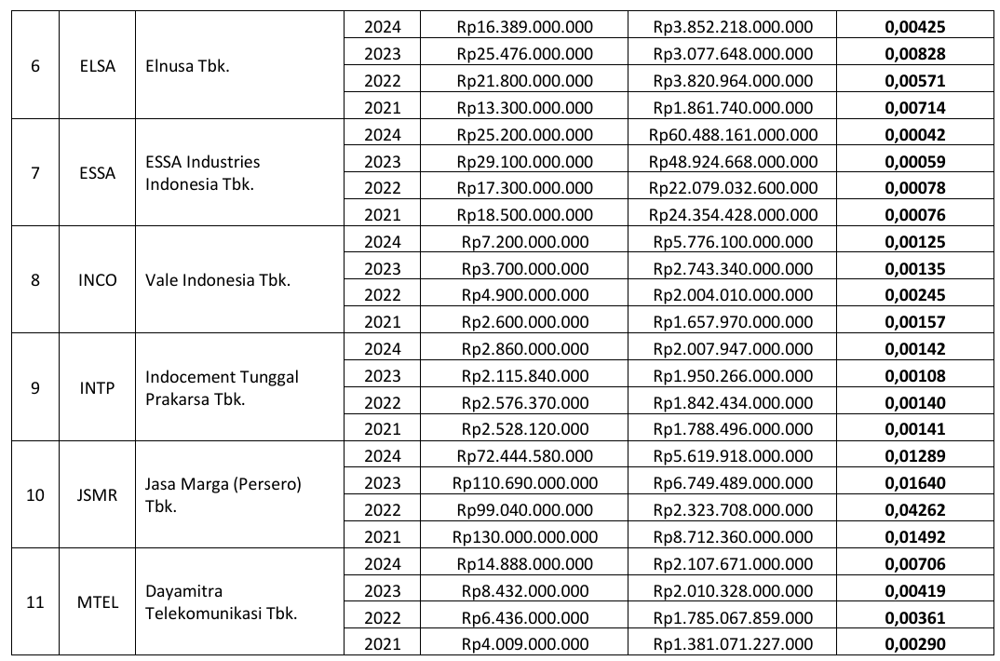 6 ELSA Elnusa Tbk. 2024 Rp16.389.000.000 Rp3.852.218.000.000 0,00425
2023 Rp25.476.000.000 Rp3.077.648.000.000 0,00828
2022 Rp21.800.000.000 Rp3.820.964.000.000 0,00571
2021 Rp13.300.000.000 Rp1.861.740.000.000 0,00714
7 ESSA ESSA Industries Indonesia Tbk. 2024 Rp25.200.000.000 Rp60.488.161.000.000 0,00042
2023 Rp29.100.000.000 Rp48.924.668.000.000 0,00059
2022 Rp17.300.000.000 Rp22.079.032.600.000 0,00078
2021 Rp18.500.000.000 Rp24.354.428.000.000 0,00076
8 INCO Vale Indonesia Tbk. 2024 Rp7.200.000.000 Rp5.776.100.000.000 0,00125
2023 Rp3.700.000.000 Rp2.743.340.000.000 0,00135
2022 Rp4.900.000.000 Rp2.004.010.000.000 0,00245
2021 Rp2.600.000.000 Rp1.657.970.000.000 0,00157
9 INTP Indocement Tunggal Prakarsa Tbk. 2024 Rp2.860.000.000 Rp2.007.947.000.000 0,00142
2023 Rp2.115.840.000 Rp1.950.266.000.000 0,00108
2022 Rp2.576.370.000 Rp1.842.434.000.000 0,00140
2021 Rp2.528.120.000 Rp1.788.496.000.000 0,00141
10 JSMR Jasa Marga (Persero) Tbk. 2024 Rp72.444.580.000 Rp5.619.918.000.000 0,01289
2023 Rp110.690.000.000 Rp6.749.489.000.000 0,01640
2022 Rp99.040.000.000 Rp2.323.708.000.000 0,04262
2021 Rp130.000.000.000 Rp8.712.360.000.000 0,01492
11 MTEL Dayamitra Telekomunikasi Tbk. 2024 Rp14.888.000.000 Rp2.107.671.000.000 0,00706
2023 Rp8.432.000.000 Rp2.010.328.000.000 0,00419
2022 Rp6.436.000.000 Rp1.785.067.859.000 0,00361
2021 Rp4.009.000.000 Rp1.381.071.227.000 0,00290